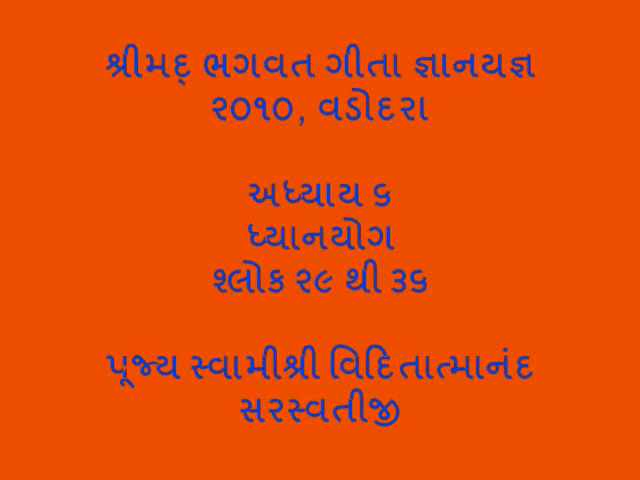 શ્રીમદ્ ભગવત ગીતા જ્ઞાનયજ્ઞ
૨૦૧૦, વડોદરા
અધ્યાય ૬
ધ્યાનયોગ
શ્લોક ૨૯ થી ૩૬
પૂજ્ય સ્વામીશ્રી વિદિતાત્માનંદ
સરસ્વતીજી